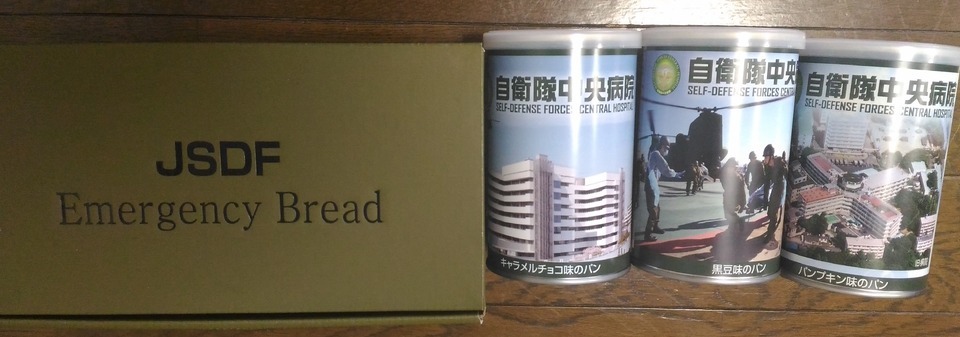 JSDF
Emergency Bread
自衛隊中央病院
SELF-DEFENSE FORCES CENTRAL HOSPITAL
キャラメルチョコ味のパン
自衛隊中央
SELF-DEFENSE FORCES CENTRAL
黒豆味のパン
自衛隊中央病院
SELF-DEFENSE FORCES CENTRAL HOSPITAL
パンプキン味のパン